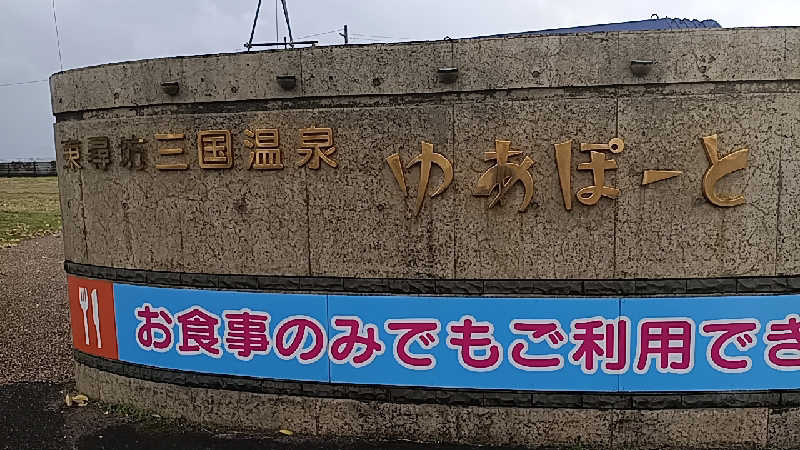 東尋坊三国温泉 ゆあぽーと
お食事のみでもご利用でき